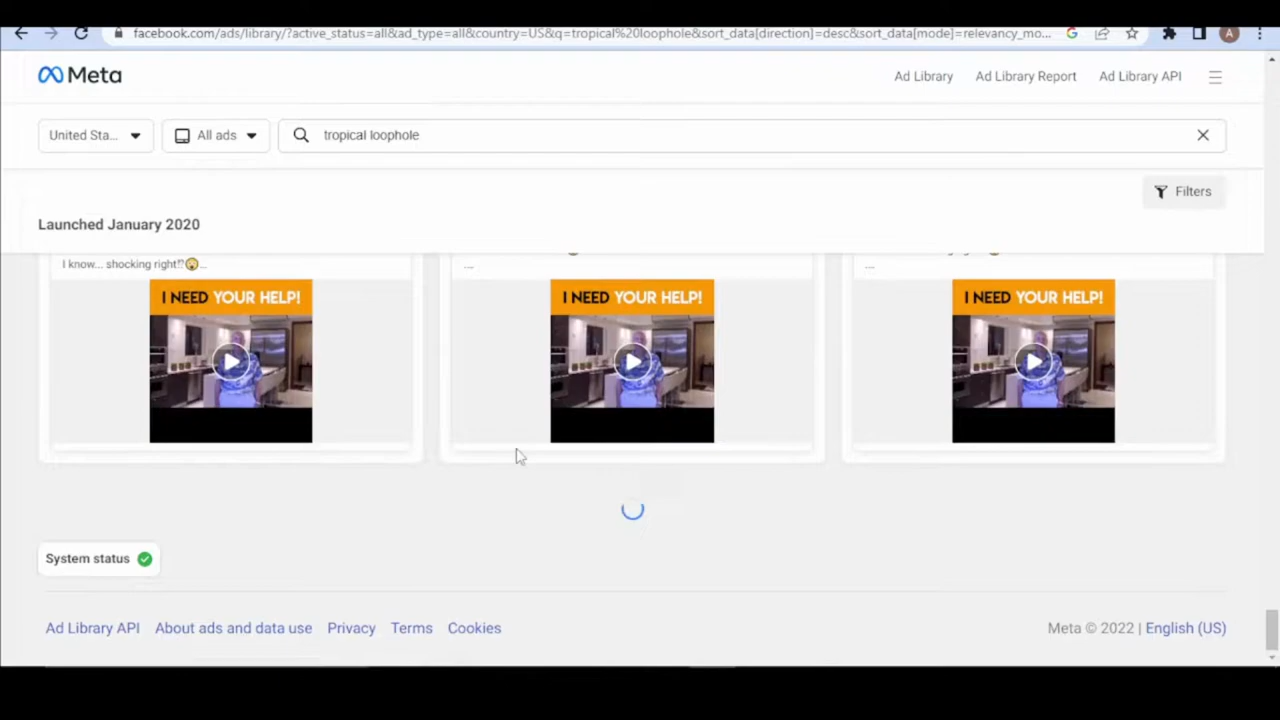 facebook.com/ads/library/?active_status=all&ad_type=all&country=US&q=tropical%20loophole&sort_data[direction]=desc&sort_data[mode]=relevancy_mo...
A
Meta
Ad Library
Ad Library Report
Ad Library API
United Sta...
All ads
tropical loophole
Filters
Launched January 2020
I know... shocking right⁉😲...
...
...
I NEED YOUR HELP!
I NEED YOUR HELP!
I NEED YOUR HELP!
System status
Ad Library API
About ads and data use
Privacy
Terms
Cookies
Meta © 2022 | English (US)